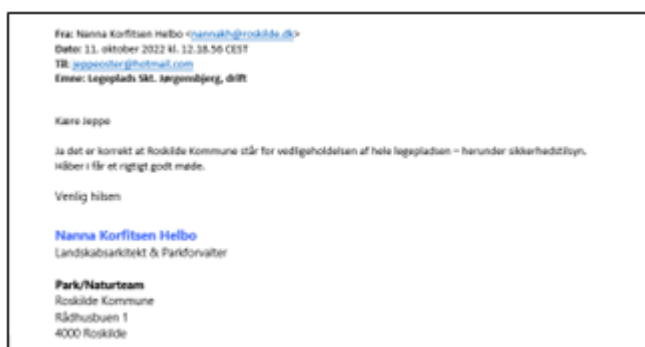 Fra: Nanna Korfitsen Helbo <nannakh@roskilde.dk>
Dato: 11. oktober 2022 kl. 12.18.56 CEST
Til: jeppeoster@hotmail.com
Emne: Legeplads Skt. Jørgensbjerg, drift
Kære Jeppe
Ja det er korrekt at Roskilde Kommune står for vedligeholdelsen af hele legepladsen – herunder sikkerhedstilsyn.
Håber I får et rigtigt godt møde.
Venlig hilsen
Nanna Korfitsen Helbo
Landskabsarkitekt & Parkforvalter
Park/Naturteam
Roskilde Kommune
Rådhusbuen 1
4000 Roskilde